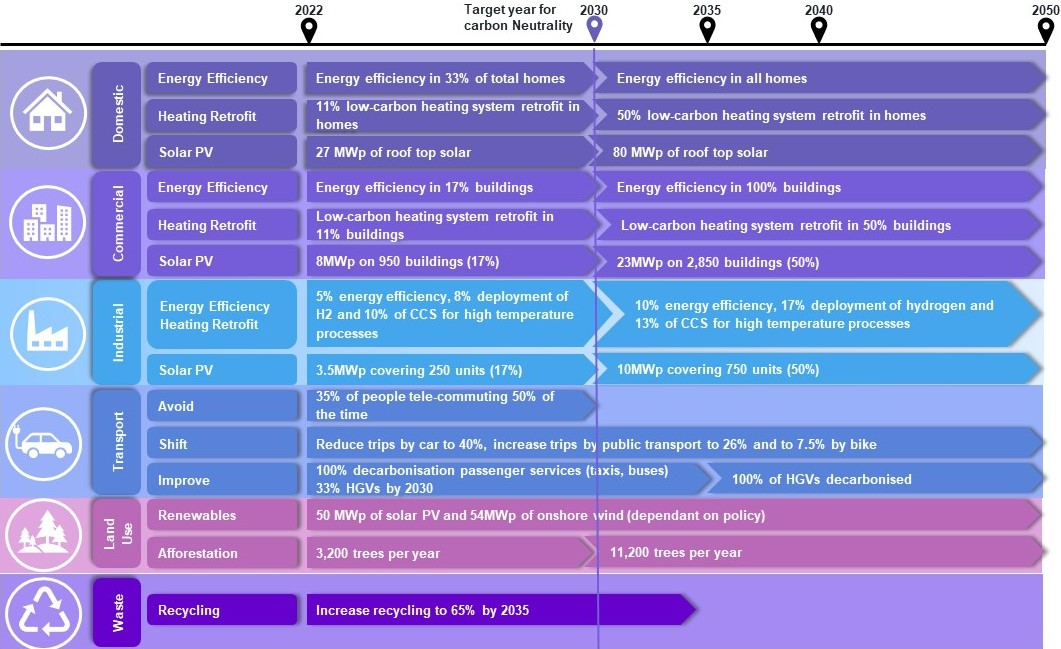 2022
Target year for
carbon Neutrality
2030
2035
2040
2050
Domestic
Energy Efficiency
Energy efficiency in 33% of total homes
Energy efficiency in all homes
Heating Retrofit
11% low-carbon heating system retrofit in
homes
50% low-carbon heating system retrofit in homes
Solar PV
27 MWp of roof top solar
80 MWp of roof top solar
Commercial
Energy Efficiency
Energy efficiency in 17% buildings
Energy efficiency in 100% buildings
Heating Retrofit
Low-carbon heating system retrofit in
11% buildings
Low-carbon heating system retrofit in 50% buildings
Solar PV
8MWp on 950 buildings (17%)
23MWp on 2,850 buildings (50%)
Industrial
Energy Efficiency
Heating Retrofit
5% energy efficiency, 8% deployment of
H2 and 10% of CCS for high temperature
processes
10% energy efficiency, 17% deployment of hydrogen and
13% of CCS for high temperature processes
Solar PV
3.5MWp covering 250 units (17%)
10MWp covering 750 units (50%)
Transport
Avoid
35% of people tele-commuting 50% of
the time
Shift
Reduce trips by car to 40%, increase trips by public transport to 26% and to 7.5% by bike
Improve
100% decarbonisation passenger services (taxis, buses)
33% HGVs by 2030
100% of HGVs decarbonised
Land
Use
Renewables
50 MWp of solar PV and 54MWp of onshore wind (dependant on policy)
Afforestation
3,200 trees per year
11,200 trees per year
Waste
Recycling
Increase recycling to 65% by 2035